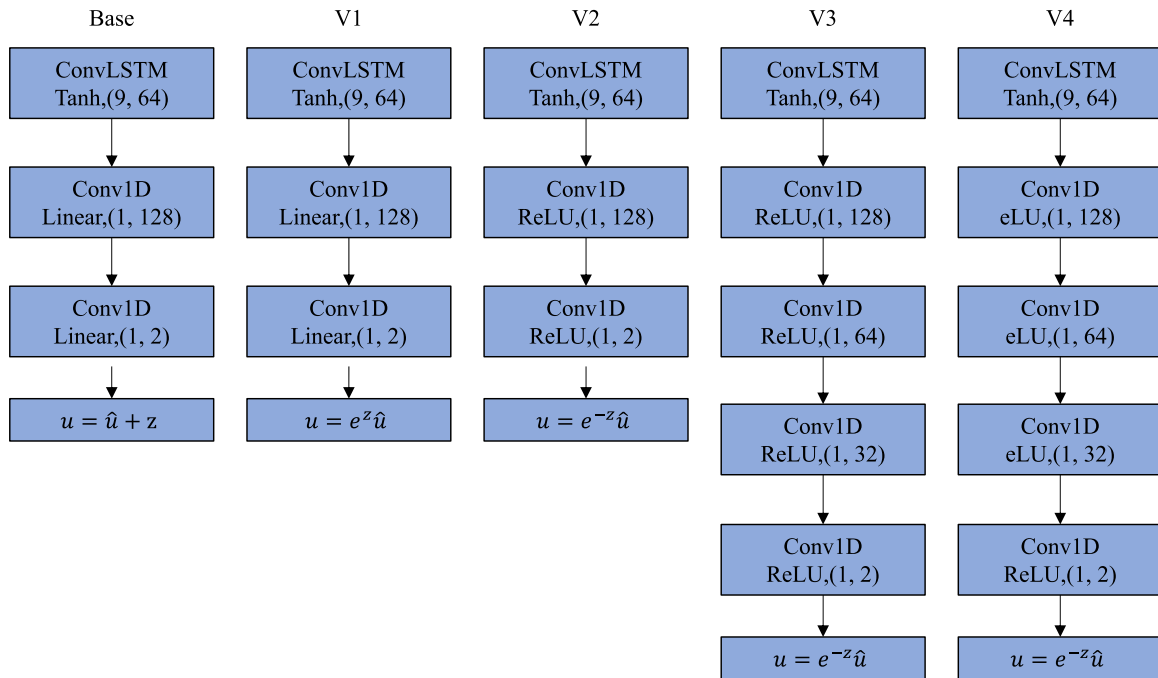 Base
ConvLSTM
Tanh,(9, 64)
Conv1D
Linear,(1, 128)
Conv1D
Linear,(1, 2)
u = û + z
V1
ConvLSTM
Tanh,(9, 64)
Conv1D
Linear,(1, 128)
Conv1D
Linear,(1, 2)
u = e^z û
V2
ConvLSTM
Tanh,(9, 64)
Conv1D
ReLU,(1, 128)
Conv1D
ReLU,(1, 2)
u = e^{-z} û
V3
ConvLSTM
Tanh,(9, 64)
Conv1D
ReLU,(1, 128)
Conv1D
ReLU,(1, 64)
Conv1D
ReLU,(1, 32)
Conv1D
ReLU,(1, 2)
u = e^{-z} û
V4
ConvLSTM
Tanh,(9, 64)
Conv1D
eLU,(1, 128)
Conv1D
eLU,(1, 64)
Conv1D
eLU,(1, 32)
Conv1D
ReLU,(1, 2)
u = e^{-z} û